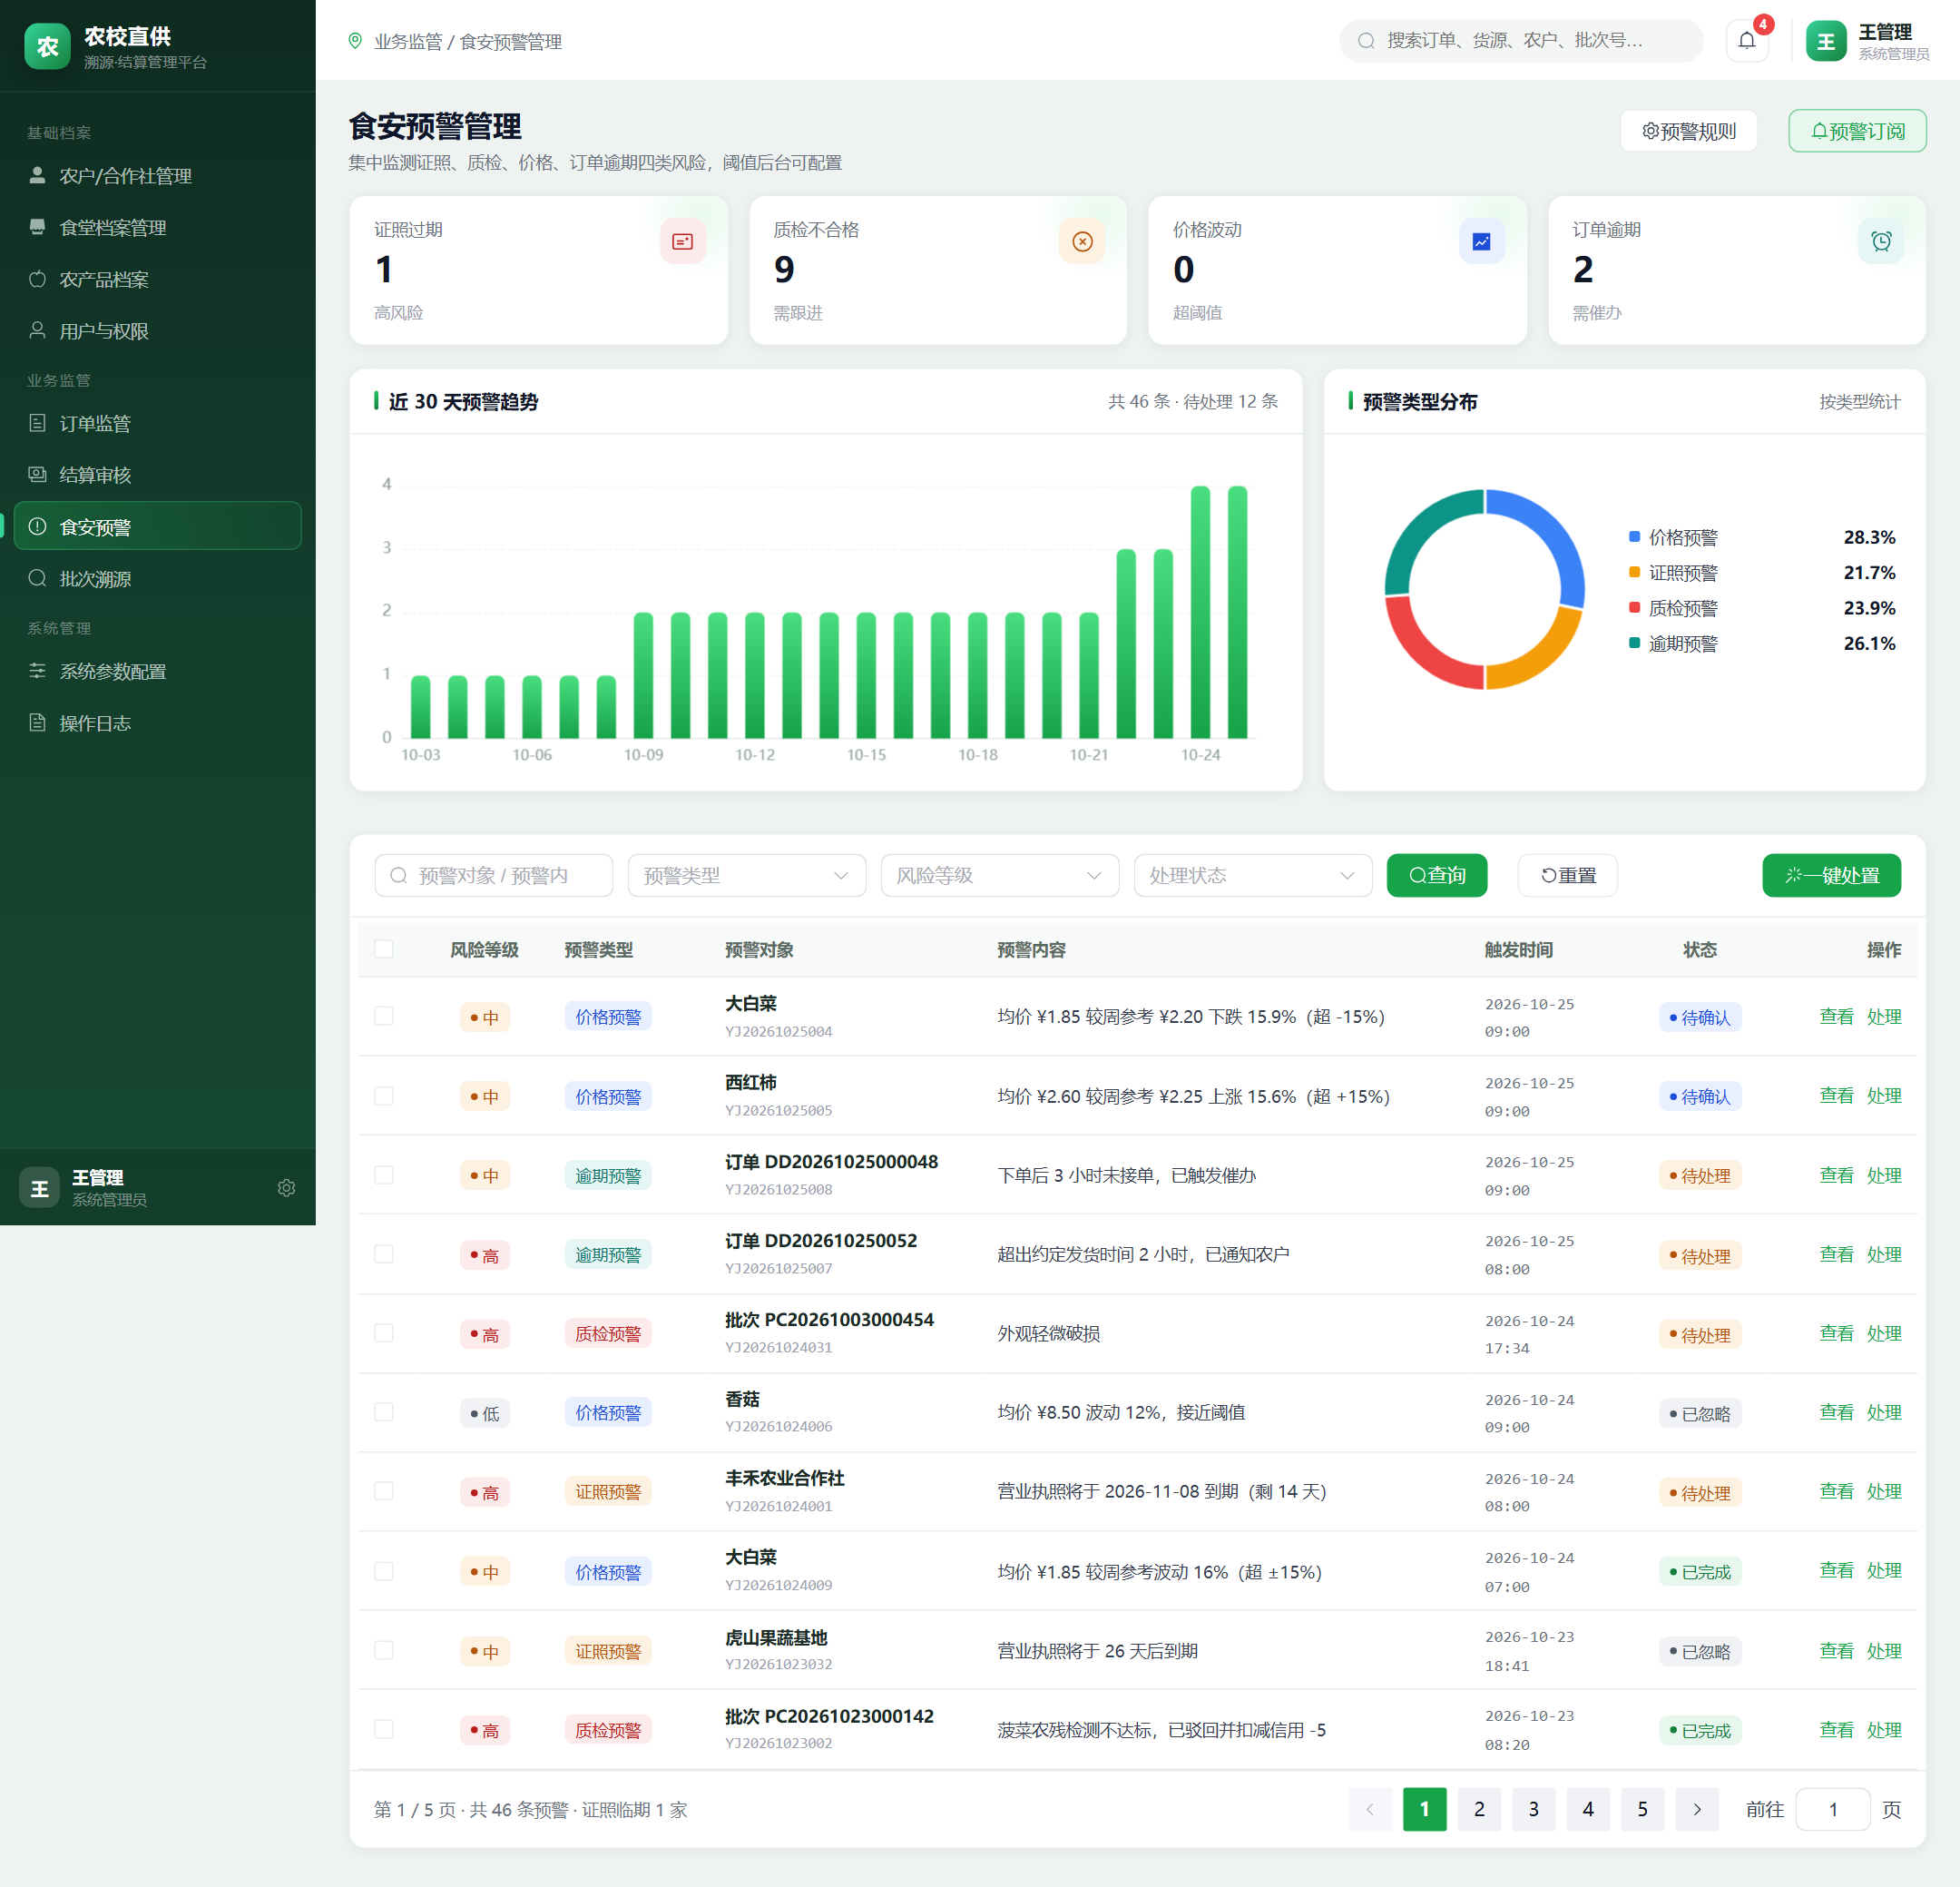 农
农校直供
溯源·结算管理平台
基础档案
农户/合作社管理
食堂档案管理
农产品档案
用户与权限
业务监管
订单监管
结算审核
食安预警
批次溯源
系统管理
系统参数配置
操作日志
王
王管理
系统管理员
业务监管 / 食安预警管理
搜索订单、货源、农户、批次号...
4
王
王管理
系统管理员
食安预警管理
集中监测证照、质检、价格、订单逾期四类风险，阈值后台可配置
预警规则
预警订阅
证照过期
1
高风险
质检不合格
9
需跟进
价格波动
0
超阈值
订单逾期
2
需催办
近 30 天预警趋势
共 46 条 · 待处理 12 条
4
3
2
1
0
10-03 10-06 10-09 10-12 10-15 10-18 10-21 10-24
预警类型分布
按类型统计
价格预警 28.3%
证照预警 21.7%
质检预警 23.9%
逾期预警 26.1%
预警对象 / 预警内 预警类型 风险等级 处理状态 查询 重置 一键处置
风险等级 预警类型 预警对象 预警内容 触发时间 状态 操作
中 价格预警 大白菜 YJ20261025004 均价 ¥1.85 较周参考 ¥2.20 下跌 15.9%（超 -15%） 2026-10-25 09:00 待确认 查看 处理
中 价格预警 西红柿 YJ20261025005 均价 ¥2.60 较周参考 ¥2.25 上涨 15.6%（超 +15%） 2026-10-25 09:00 待确认 查看 处理
中 逾期预警 订单 DD20261025000048 YJ20261025008 下单后 3 小时未接单，已触发催办 2026-10-25 09:00 待处理 查看 处理
高 逾期预警 订单 DD202610250052 YJ20261025007 超出约定发货时间 2 小时，已通知农户 2026-10-25 08:00 待处理 查看 处理
高 质检预警 批次 PC20261003000454 YJ20261024031 外观轻微破损 2026-10-24 17:34 待处理 查看 处理
低 价格预警 香菇 YJ20261024006 均价 ¥8.50 波动 12%，接近阈值 2026-10-24 09:00 已忽略 查看 处理
高 证照预警 丰禾农业合作社 YJ20261024001 营业执照将于 2026-11-08 到期（剩 14 天） 2026-10-24 08:00 待处理 查看 处理
中 价格预警 大白菜 YJ20261024009 均价 ¥1.85 较周参考波动 16%（超 ±15%） 2026-10-24 07:00 已完成 查看 处理
中 证照预警 虎山果蔬基地 YJ20261023032 营业执照将于 26 天后到期 2026-10-23 18:41 已忽略 查看 处理
高 质检预警 批次 PC20261023000142 YJ20261023002 菠菜农残检测不达标，已驳回并扣减信用 -5 2026-10-23 08:20 已完成 查看 处理
第 1 / 5 页 · 共 46 条预警 · 证照临期 1 家
1 2 3 4 5 前往 1 页